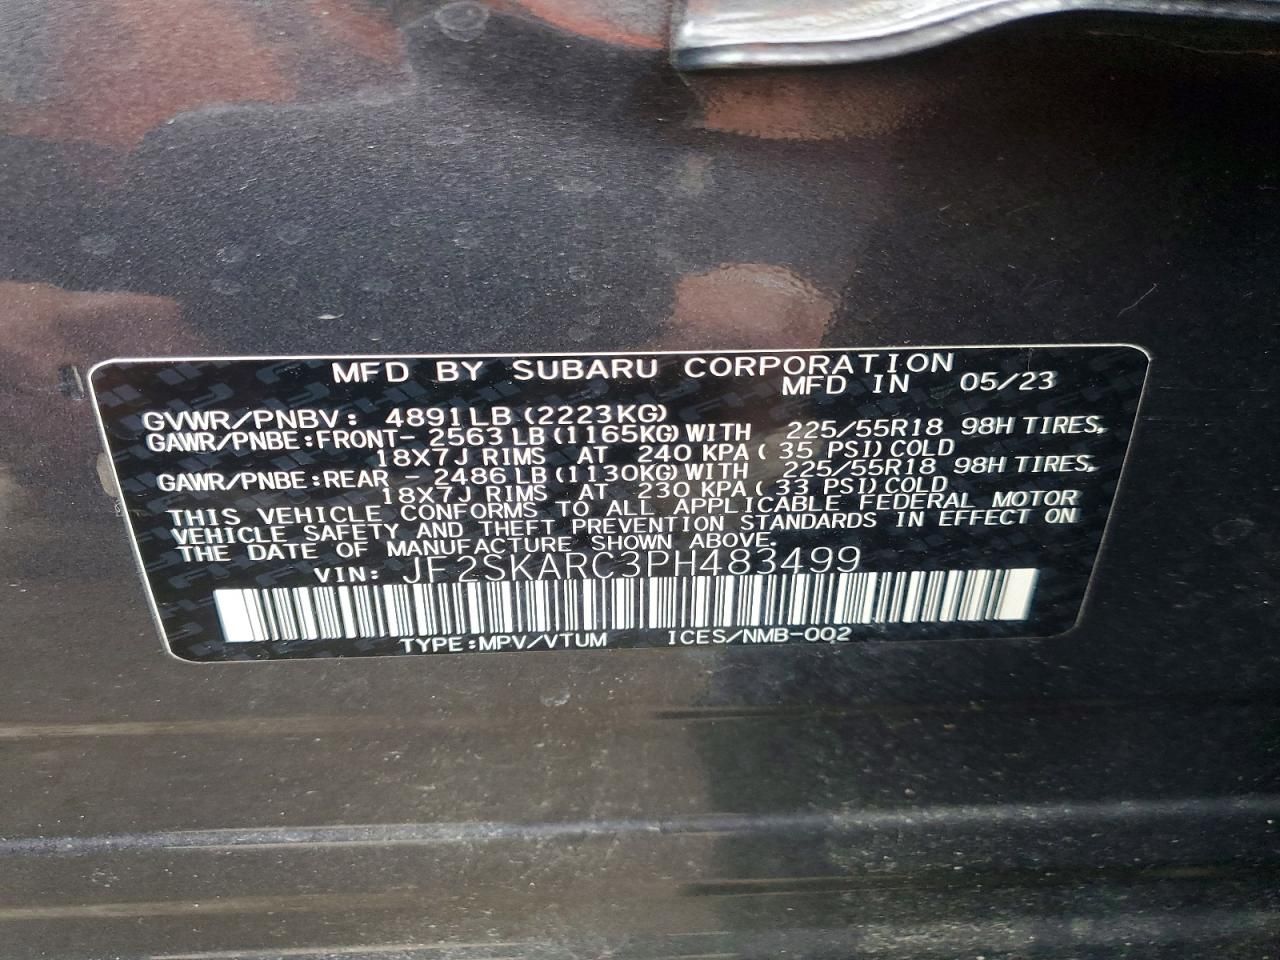 MFD BY SUBARU CORPORATION
MFD IN 05/23
GVWR/PNBV: 4891LB (2223KG)
GAWR/PNBE:FRONT- 2563LB (1165KG)WITH 225/55R18 98H TIRES,
18X7J RIMS AT 240 KPA( 35 PSI)COLD
GAWR/PNBE:REAR - 2486LB (1130KG)WITH 225/55R18 98H TIRES,
18X7J RIMS AT 230 KPA( 33 PSI)COLD
THIS VEHICLE CONFORMS TO ALL APPLICABLE FEDERAL MOTOR
VEHICLE SAFETY AND THEFT PREVENTION STANDARDS IN EFFECT ON
THE DATE OF MANUFACTURE SHOWN ABOVE.
VIN: JF2SKARC3PH483499
TYPE:MPV/VTUM ICES/NMB-002